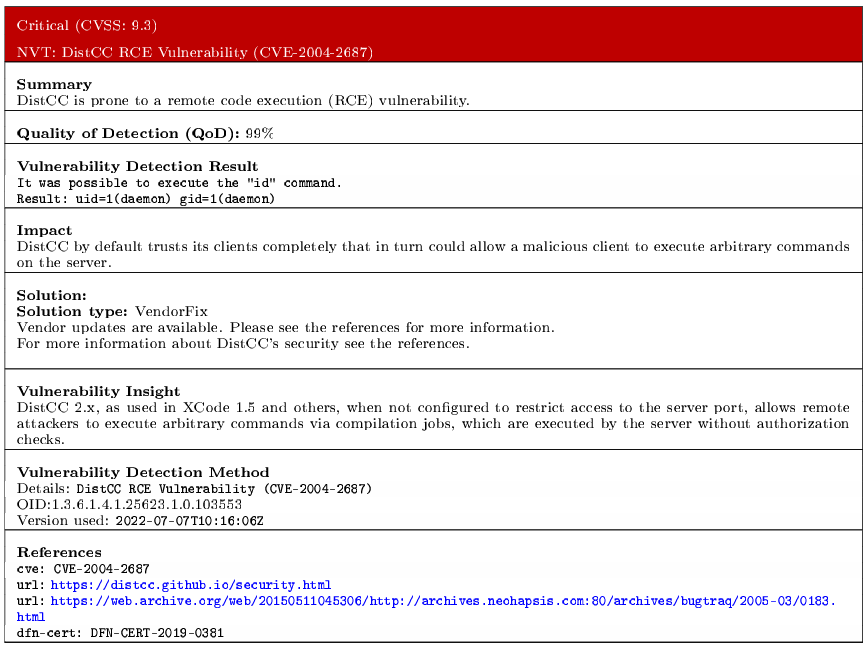 Critical (CVSS: 9.3)
NVT: DistCC RCE Vulnerability (CVE-2004-2687)
Summary
DistCC is prone to a remote code execution (RCE) vulnerability.
Quality of Detection (QoD): 99%
Vulnerability Detection Result
It was possible to execute the "id" command.
Result: uid=1(daemon) gid=1(daemon)
Impact
DistCC by default trusts its clients completely that in turn could allow a malicious client to execute arbitrary commands
on the server.
Solution:
Solution type: VendorFix
Vendor updates are available. Please see the references for more information.
For more information about DistCC's security see the references.
Vulnerability Insight
DistCC 2.x, as used in XCode 1.5 and others, when not configured to restrict access to the server port, allows remote
attackers to execute arbitrary commands via compilation jobs, which are executed by the server without authorization
checks.
Vulnerability Detection Method
Details: DistCC RCE Vulnerability (CVE-2004-2687)
OID:1.3.6.1.4.1.25623.1.0.103553
Version used: 2022-07-07T10:16:06Z
References
cve: CVE-2004-2687
url: https://distcc.github.io/security.html
url: https://web.archive.org/web/20150511045306/http://archives.neohapsis.com:80/archives/bugtraq/2005-03/0183.
html
dfn-cert: DFN-CERT-2019-0381